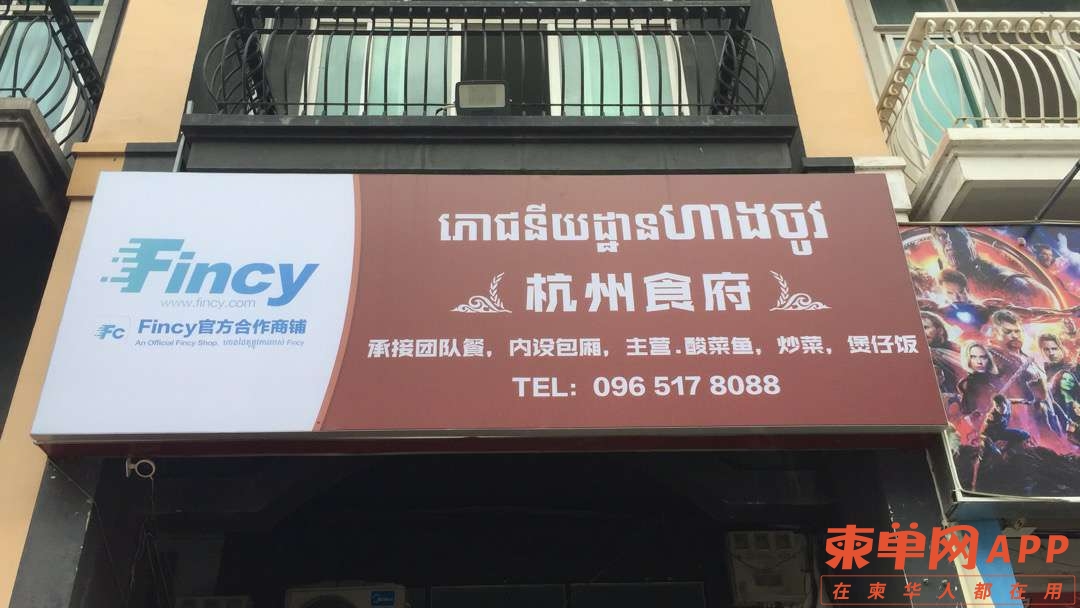 Fincy
www.fincy.com
FC Fincy官方合作商铺
An Official Fincy Shop.
ភោជនីយដ្ឋានហាងចូវ
杭州食府
承接团队餐，内设包厢，主营.酸菜鱼，炒菜，煲仔饭
TEL: 096 517 8088
柬单网APP
在柬华人都在用